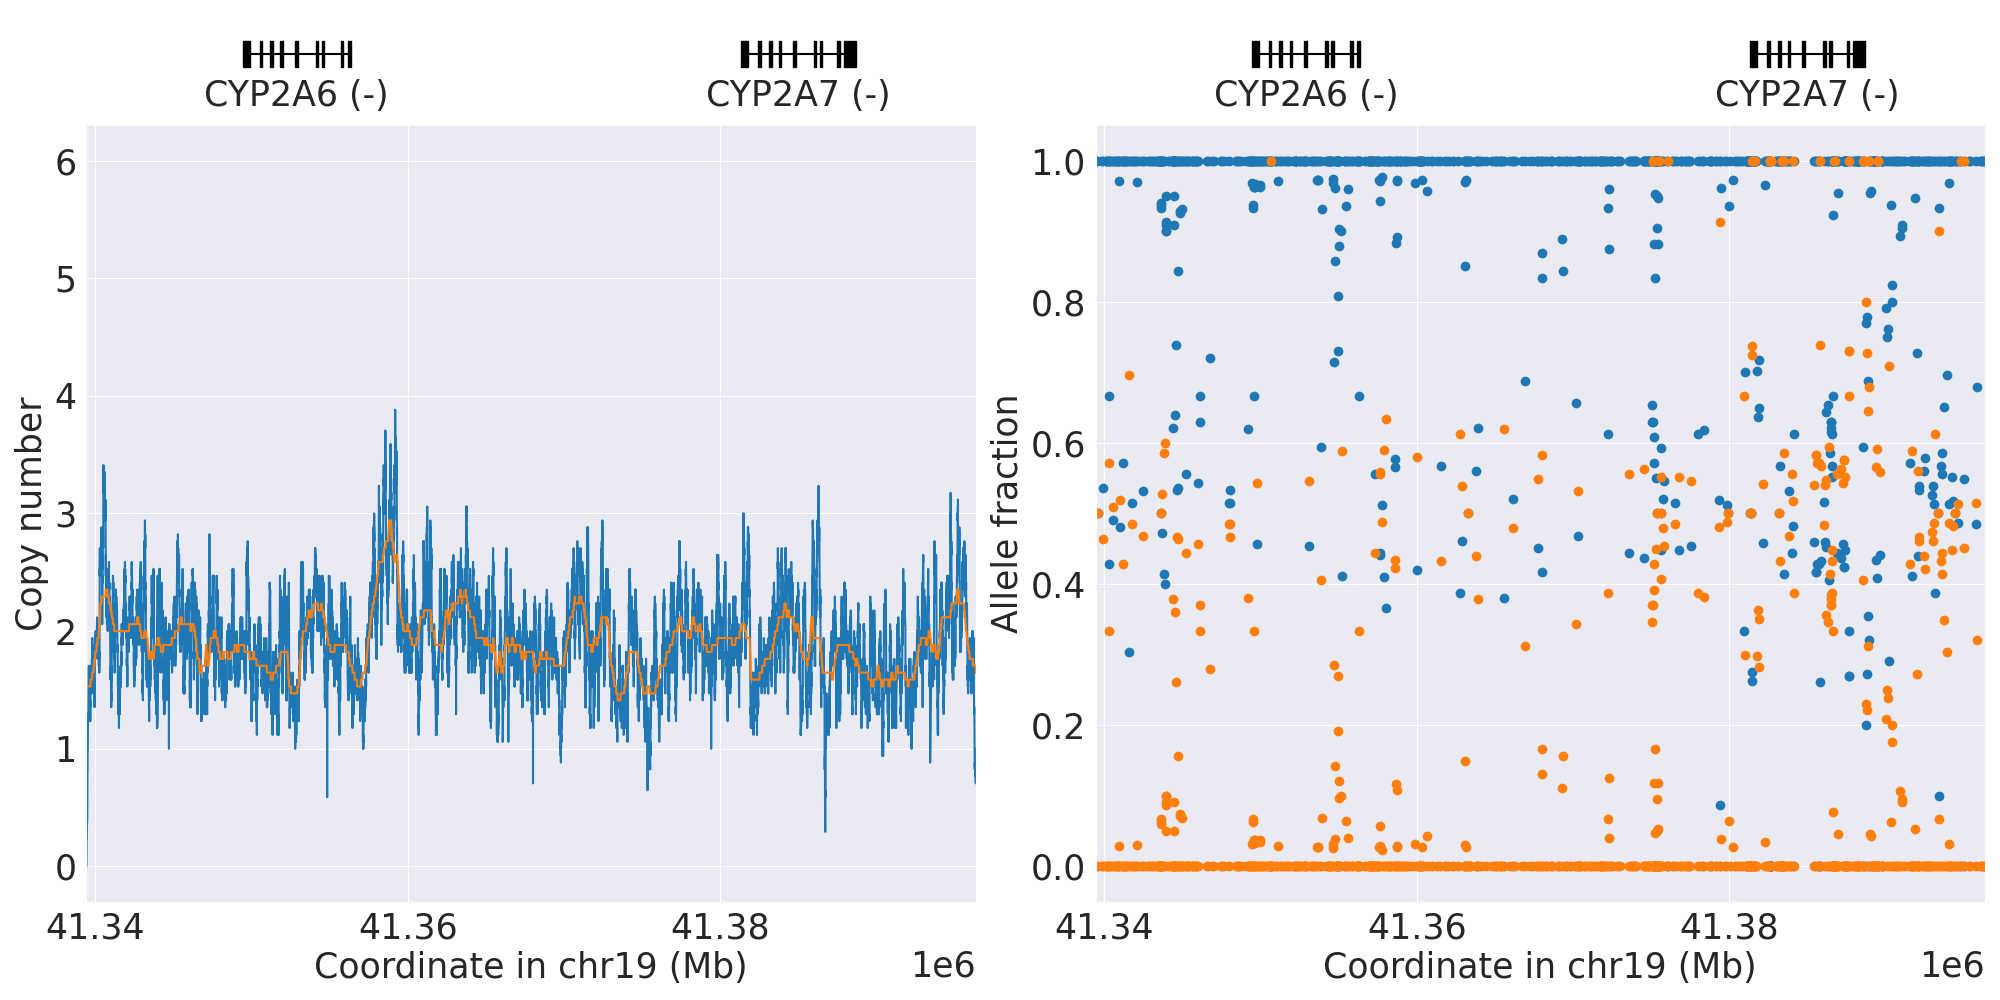 CYP2A6 (-)
CYP2A7 (-)
6
5
4
3
2
1
0
Copy number
41.34
41.36
41.38
Coordinate in chr19 (Mb)
1e6
CYP2A6 (-)
CYP2A7 (-)
1.0
0.8
0.6
0.4
0.2
0.0
Allele fraction
41.34
41.36
41.38
Coordinate in chr19 (Mb)
1e6